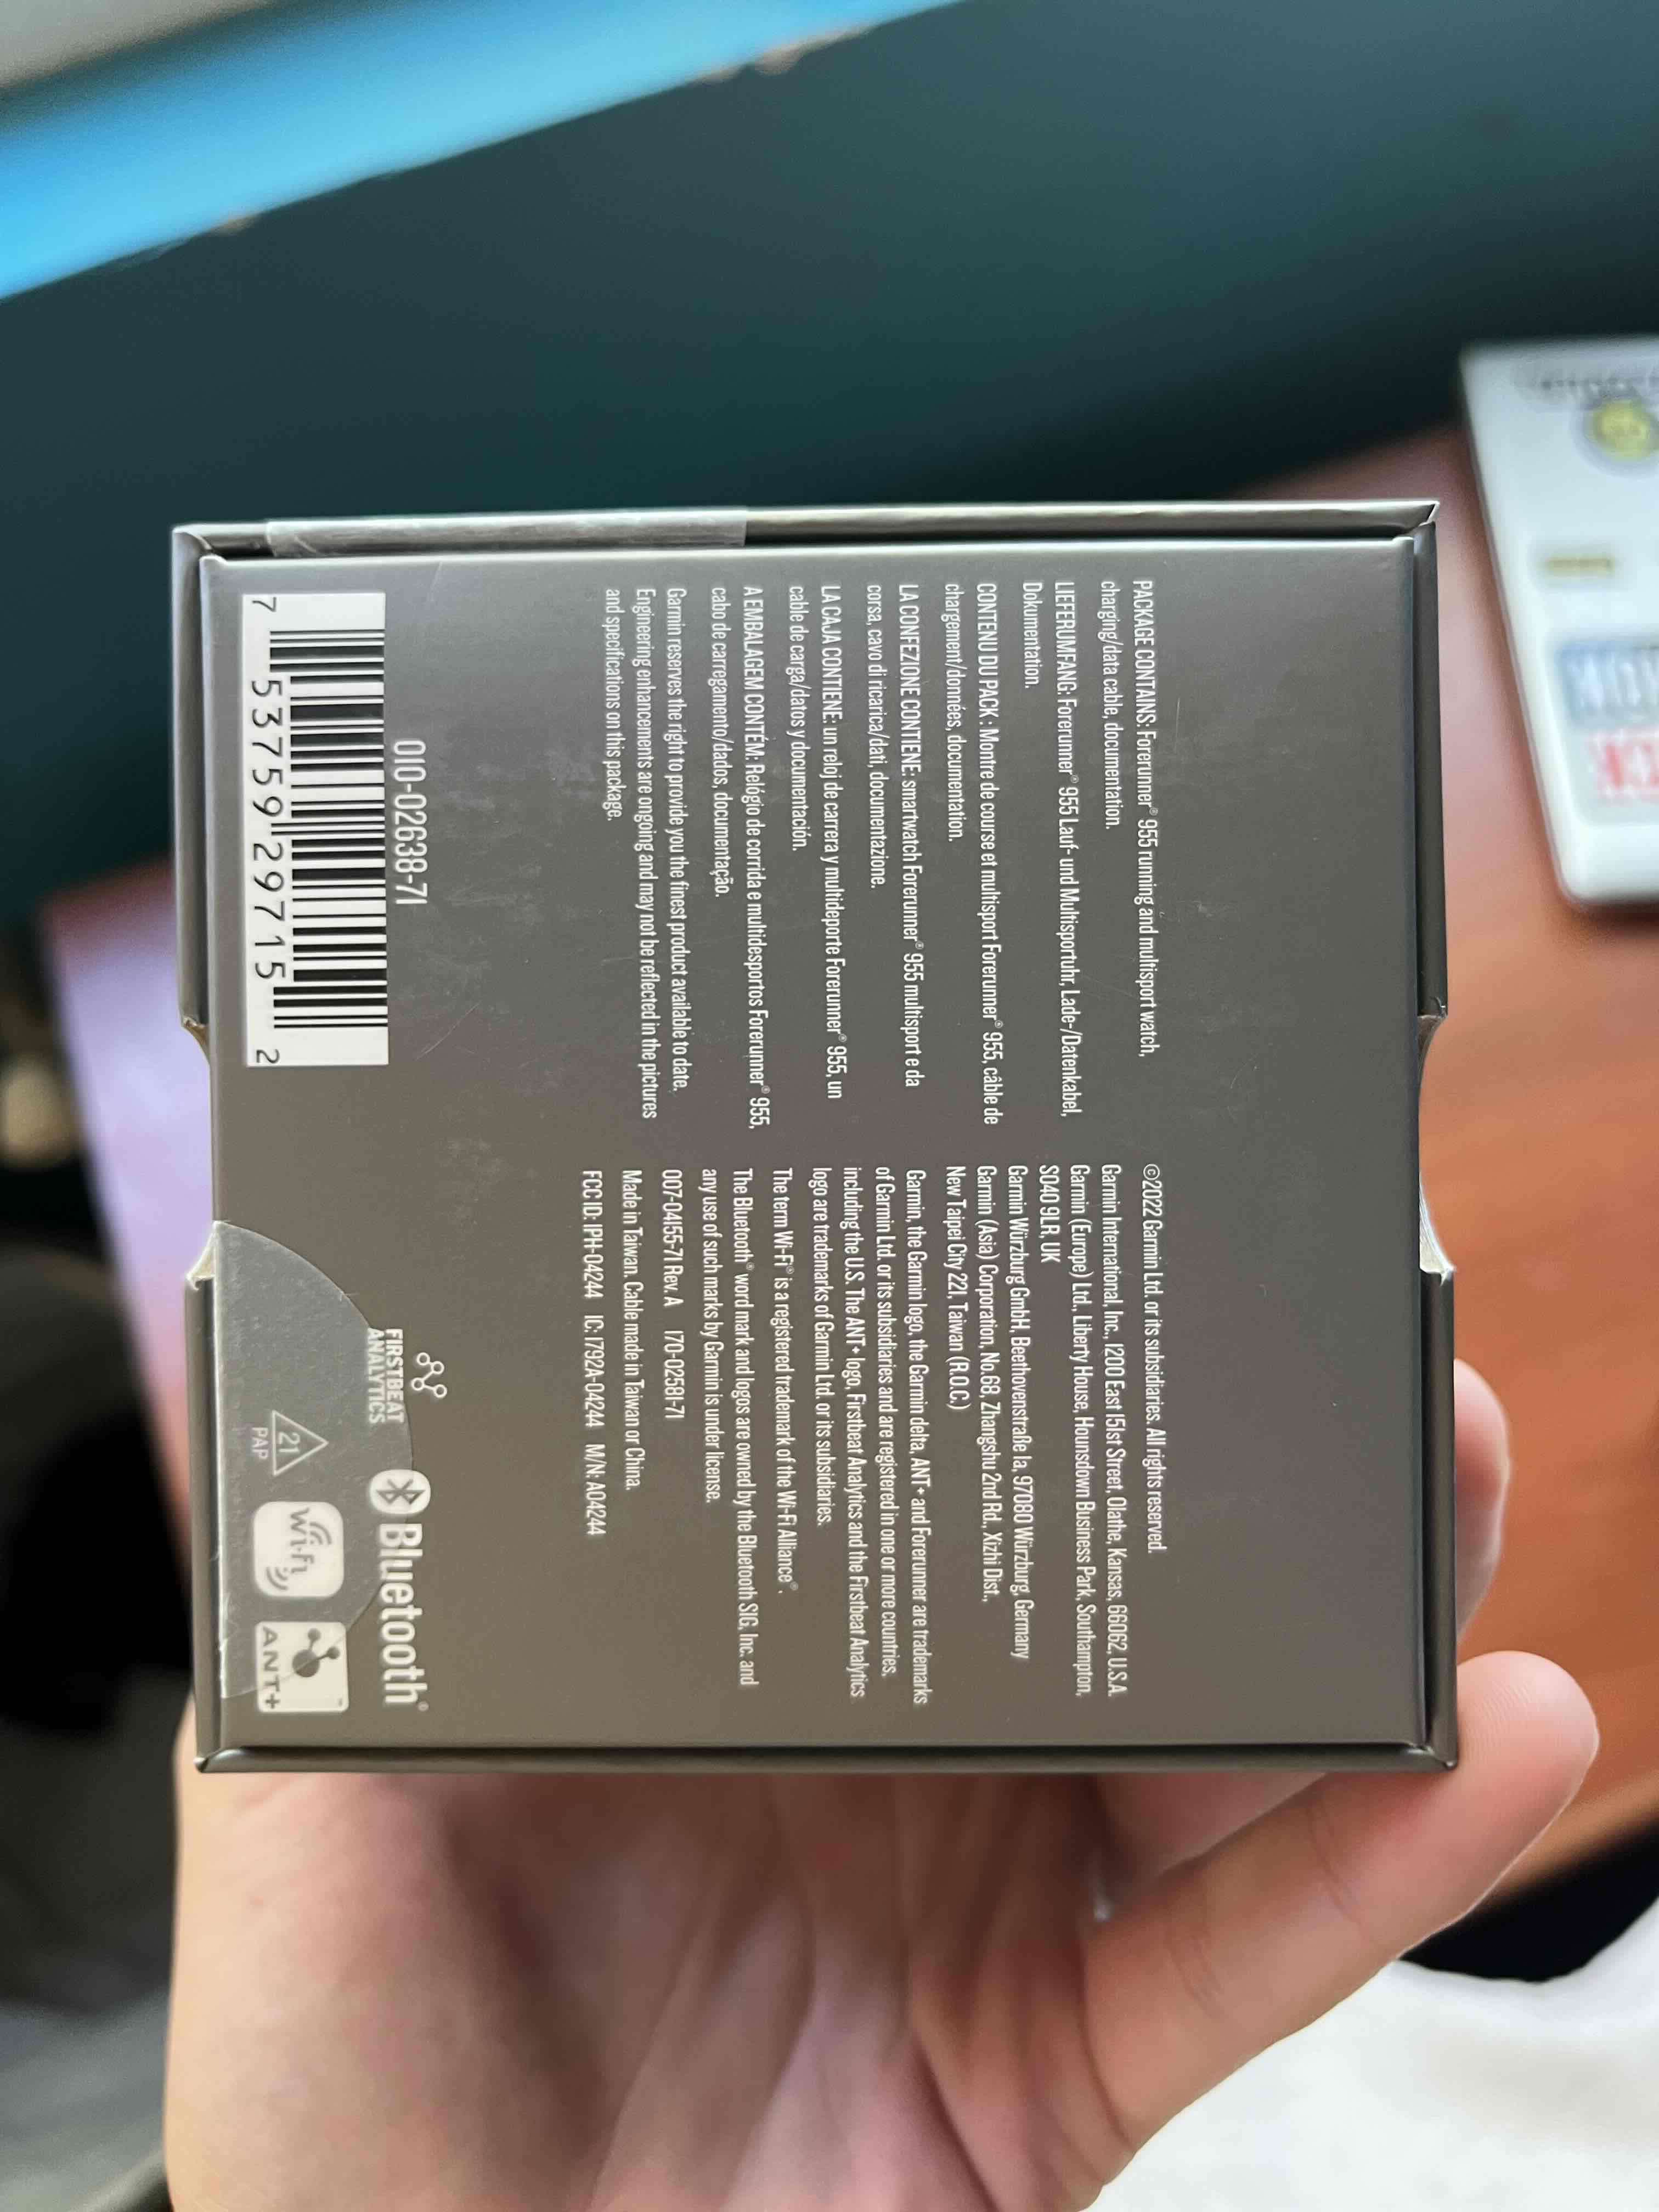 PACKAGE CONTAINS: Forerunner® 955 running and multisport watch,
charging/data cable, documentation.
LIEFERUMFANG: Forerunner® 955 Lauf- und Multisportuhr, Lade-/Datenkabel,
Dokumentation.
CONTENU DU PACK : Montre de course et multisport Forerunner® 955, câble de
chargement/données, documentation.
LA CONFEZIONE CONTIENE: smartwatch Forerunner® 955 multisport e da
corsa, cavo di ricarica/dati, documentazione.
LA CAJA CONTIENE: un reloj de carrera y multideporte Forerunner® 955, un
cable de carga/datos y documentación.
A EMBALAGEM CONTÉM: Relógio de corrida e multidesportos Forerunner® 955,
cabo de carregamento/dados, documentação.
Garmin reserves the right to provide you the finest product available to date.
Engineering enhancements are ongoing and may not be reflected in the pictures
and specifications on this package.
010-02638-71
7 53759 29715 2
©2022 Garmin Ltd. or its subsidiaries. All rights reserved.
Garmin International, Inc., 1200 East 151st Street, Olathe, Kansas, 66062, U.S.A.
Garmin (Europe) Ltd., Liberty House, Hounsdown Business Park, Southampton,
SO40 9LR, UK
Garmin Würzburg GmbH, Beethovenstraße 1a, 97080 Würzburg, Germany
Garmin (Asia) Corporation, No.68, Zhangshu 2nd Rd., Xizhi Dist.,
New Taipei City 221, Taiwan (R.O.C.)
Garmin, the Garmin logo, the Garmin delta, ANT+ and Forerunner are trademarks
of Garmin Ltd. or its subsidiaries and are registered in one or more countries,
including the U.S. The ANT+ logo, Firstbeat Analytics and the Firstbeat Analytics
logo are trademarks of Garmin Ltd. or its subsidiaries.
The term Wi-Fi® is a registered trademark of the Wi-Fi Alliance®.
The Bluetooth® word mark and logos are owned by the Bluetooth SIG, Inc. and
any use of such marks by Garmin is under license.
007-04155-71 Rev. A 170-02581-71
Made in Taiwan. Cable made in Taiwan or China.
FCC ID: IPH-04244 IC: 1792A-04244 M/N: A04244
FIRSTBEAT
ANALYTICS
Bluetooth®
21
PAP
Wi-Fi
ANT+